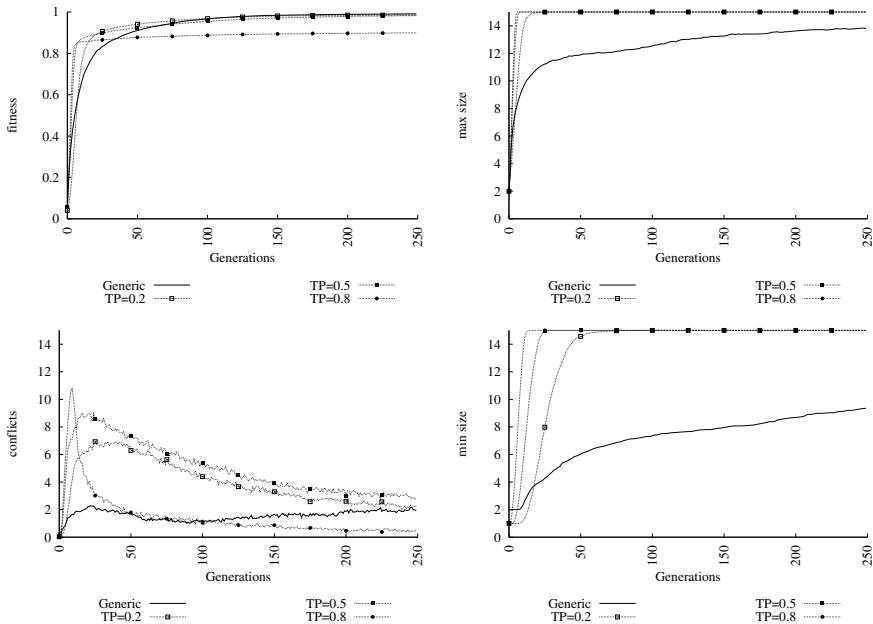 1
0.8
0.6
0.4
0.2
0
fitness
0 50 100 150 200 250
Generations
Generic
TP=0.2
TP=0.5
TP=0.8
14
12
10
8
6
4
2
0
max size
0 50 100 150 200 250
Generations
Generic
TP=0.2
TP=0.5
TP=0.8
14
12
10
8
6
4
2
0
conflicts
0 50 100 150 200 250
Generations
Generic
TP=0.2
TP=0.5
TP=0.8
14
12
10
8
6
4
2
0
min size
0 50 100 150 200 250
Generations
Generic
TP=0.2
TP=0.5
TP=0.8